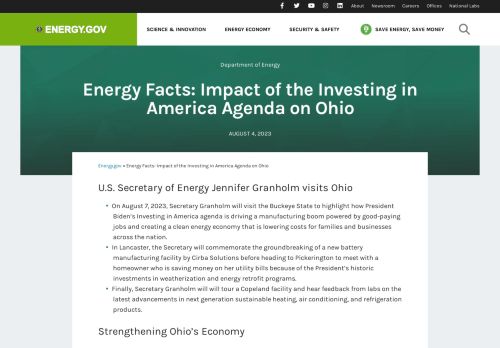 About Newsroom Careers Offices National Labs
ENERGY.GOV
SCIENCE & INNOVATION ENERGY ECONOMY SECURITY & SAFETY SAVE ENERGY, SAVE MONEY
Department of Energy
Energy Facts: Impact of the Investing in
America Agenda on Ohio
AUGUST 4, 2023
Energy.gov » Energy Facts: Impact of the Investing in America Agenda on Ohio
U.S. Secretary of Energy Jennifer Granholm visits Ohio
• On August 7, 2023, Secretary Granholm will visit the Buckeye State to highlight how President
Biden's Investing in America agenda is driving a manufacturing boom powered by good-paying
jobs and creating a clean energy economy that is lowering costs for families and businesses
across the nation.
• In Lancaster, the Secretary will commemorate the groundbreaking of a new battery
manufacturing facility by Cirba Solutions before heading to Pickerington to meet with a
homeowner who is saving money on her utility bills because of the President's historic
investments in weatherization and energy retrofit programs.
• Finally, Secretary Granholm will will tour a Copeland facility and hear feedback from labs on the
latest advancements in next generation sustainable heating, air conditioning, and refrigeration
products.
Strengthening Ohio's Economy